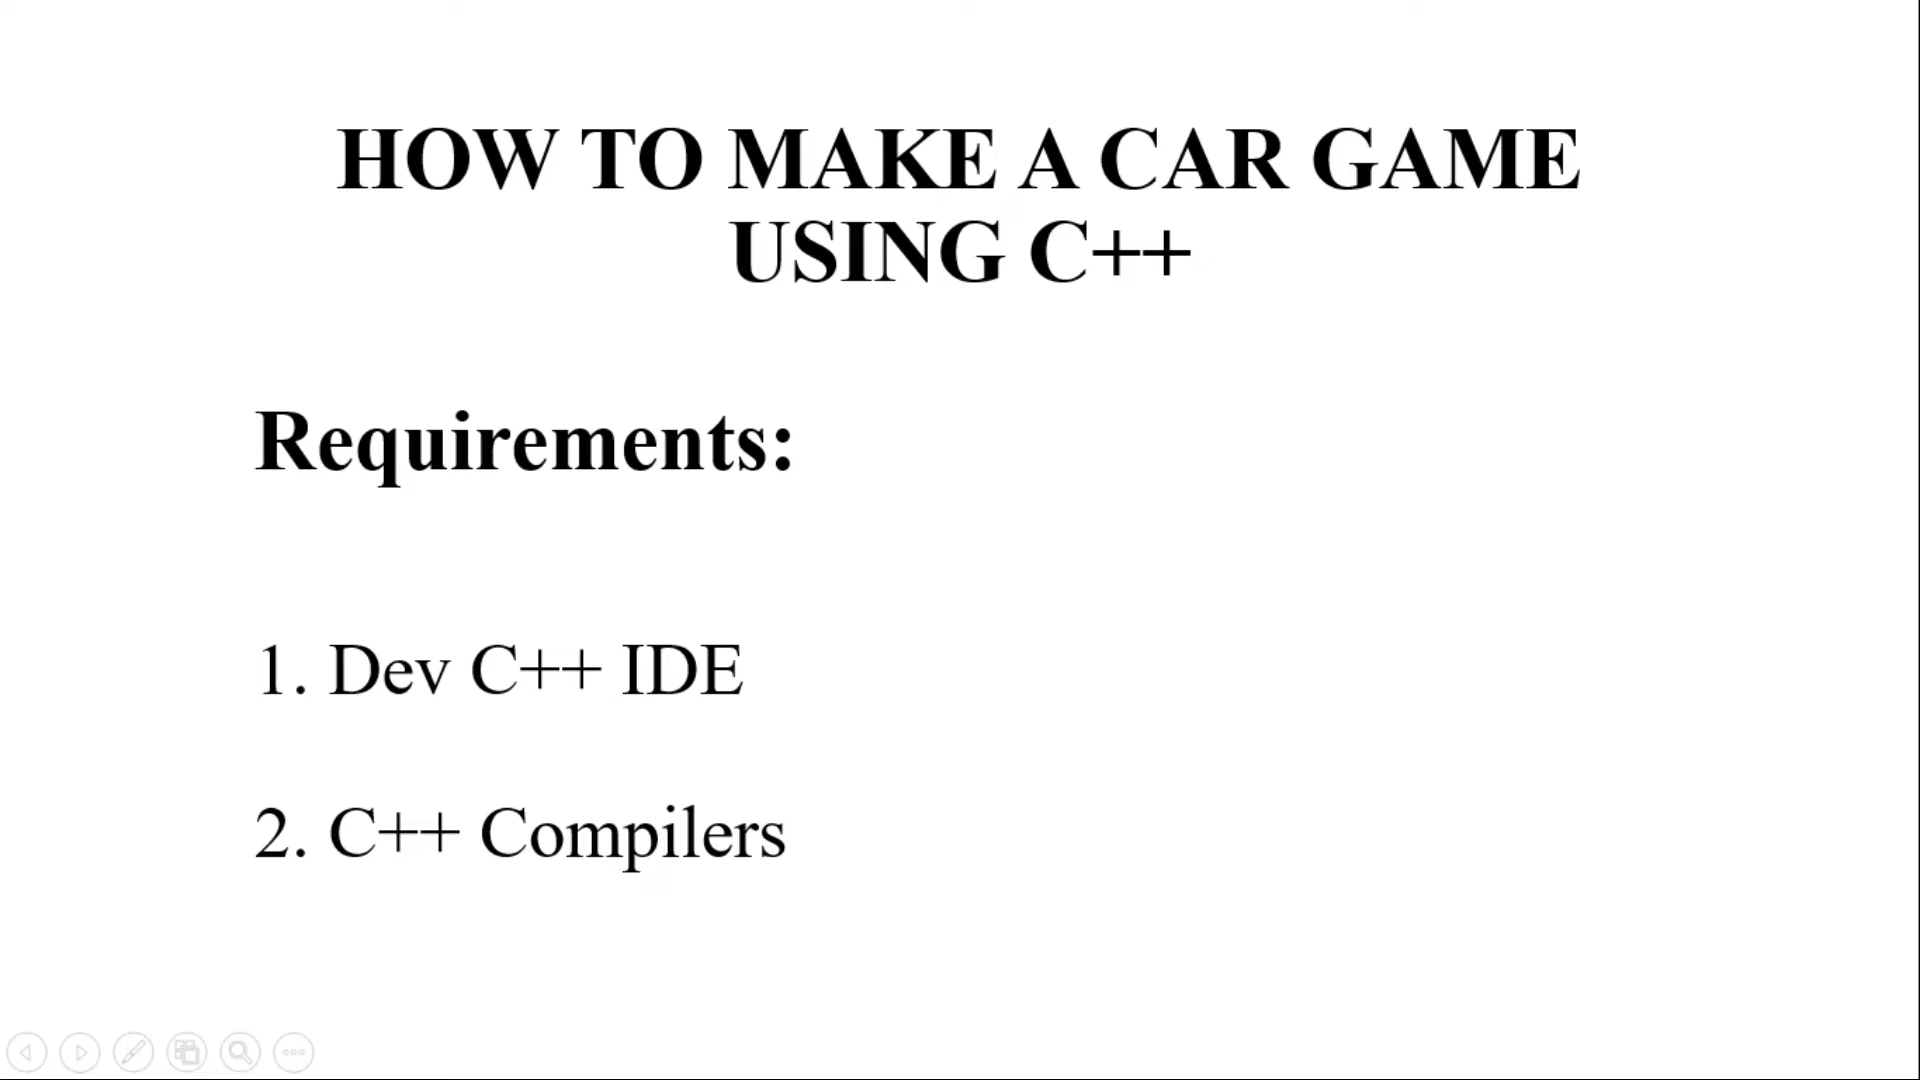 HOW TO MAKE A CAR GAME
USING C++
Requirements:
1. Dev C++ IDE
2. C++ Compilers